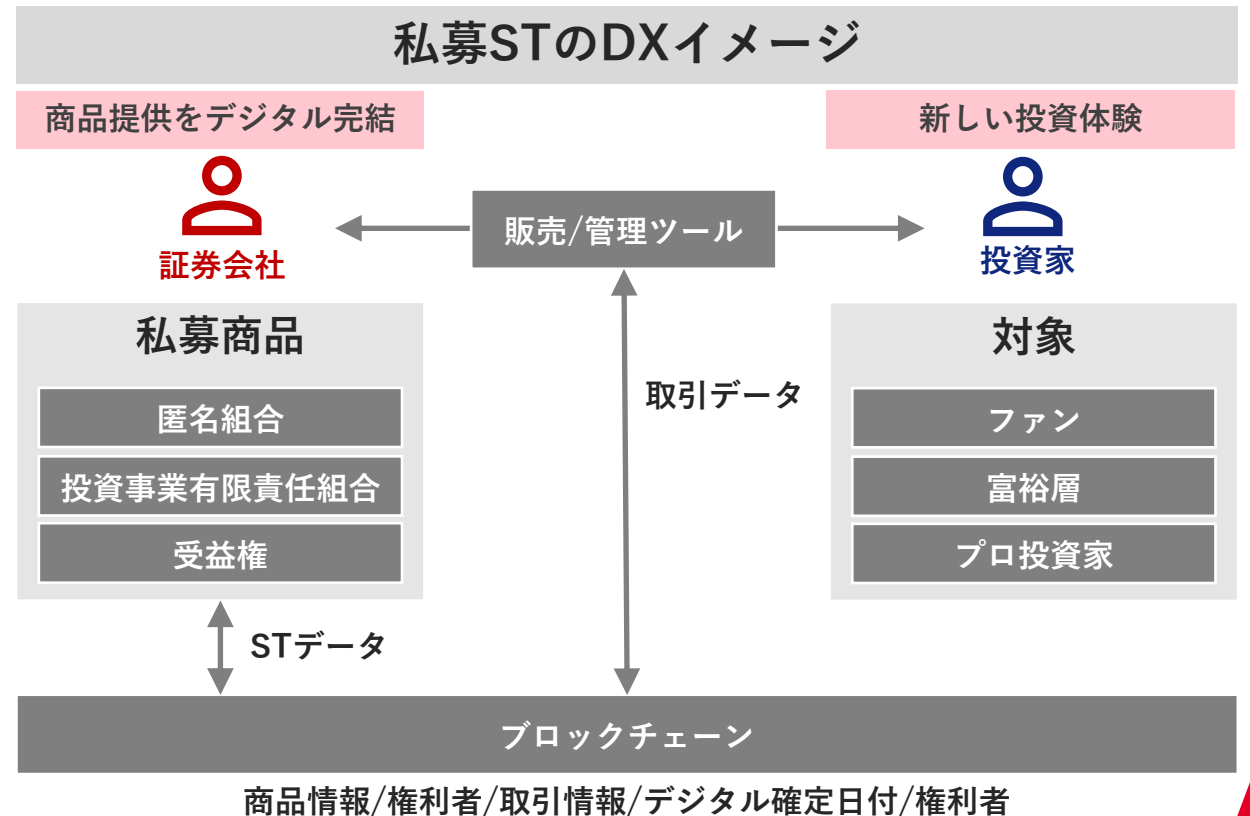 私募STのDXイメージ
商品提供をデジタル完結
新しい投資体験
証券会社
販売/管理ツール
投資家
私募商品
匿名組合
投資事業有限責任組合
受益権
対象
ファン
富裕層
プロ投資家
取引データ
STデータ
ブロックチェーン
商品情報/権利者/取引情報/デジタル確定日付/権利者